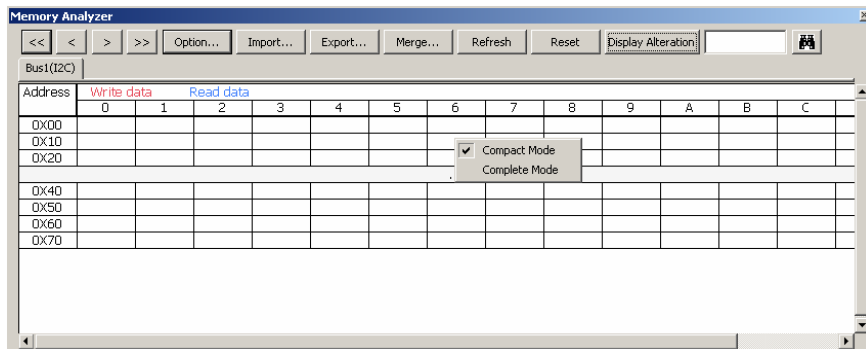 Memory Analyzer
<< < > >> Option... Import... Export... Merge... Refresh Reset Display Alteration
Bus1(I2C)
Address Write data Read data
0 1 2 3 4 5 6 7 8 9 A B C
0X00
0X10
0X20
Compact Mode
Complete Mode
0X40
0X50
0X60
0X70